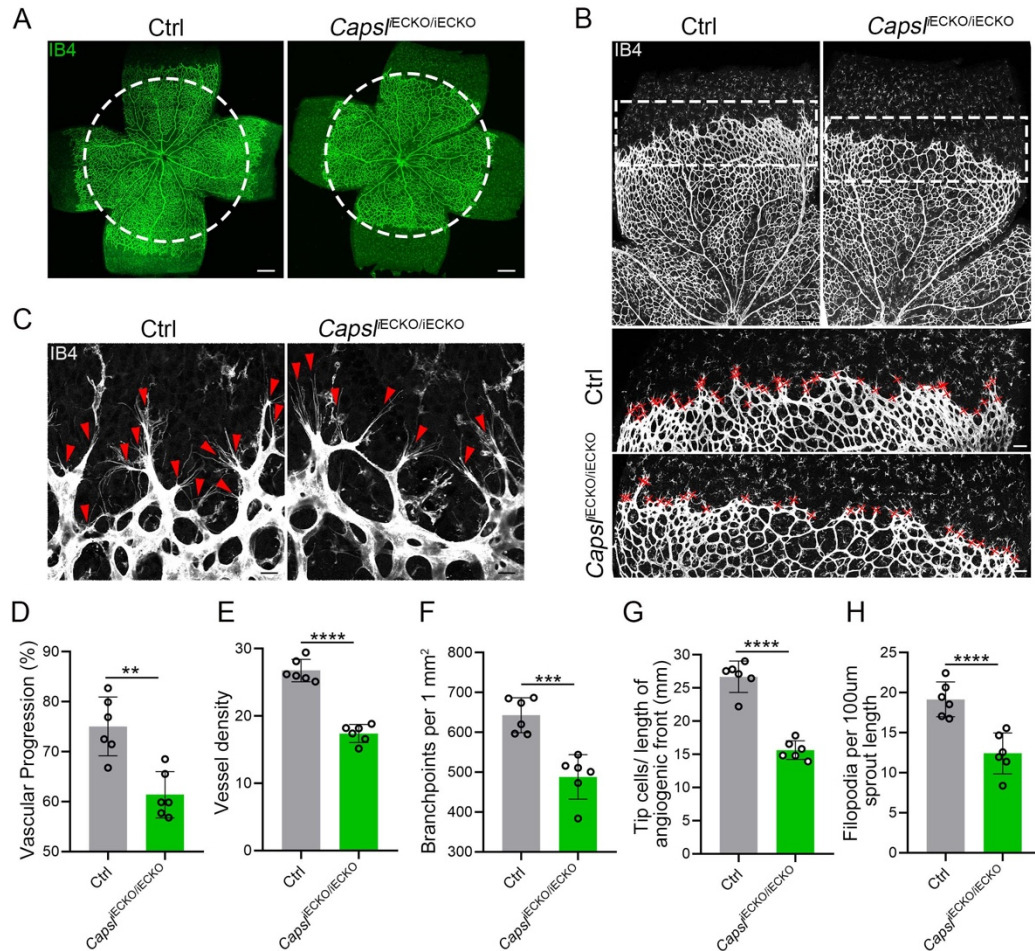 A
Ctrl
Capsl^iECKO/iECKO
IB4
B
Ctrl
Capsl^iECKO/iECKO
IB4
C
Ctrl
Capsl^iECKO/iECKO
IB4
Ctrl
Capsl^iECKO/iECKO
D
Vascular Progression (%)
90
80
70
60
50
**
Ctrl
Capsl^iECKO/iECKO
E
Vessel density
30
20
10
0
****
Ctrl
Capsl^iECKO/iECKO
F
Branchpoints per 1 mm²
800
700
600
500
400
300
***
Ctrl
Capsl^iECKO/iECKO
G
Tip cells/ length of
angiogenic front (mm)
30
25
20
15
10
5
0
****
Ctrl
Capsl^iECKO/iECKO
H
Filopodia per 100um
sprout length
25
20
15
10
5
0
****
Ctrl
Capsl^iECKO/iECKO